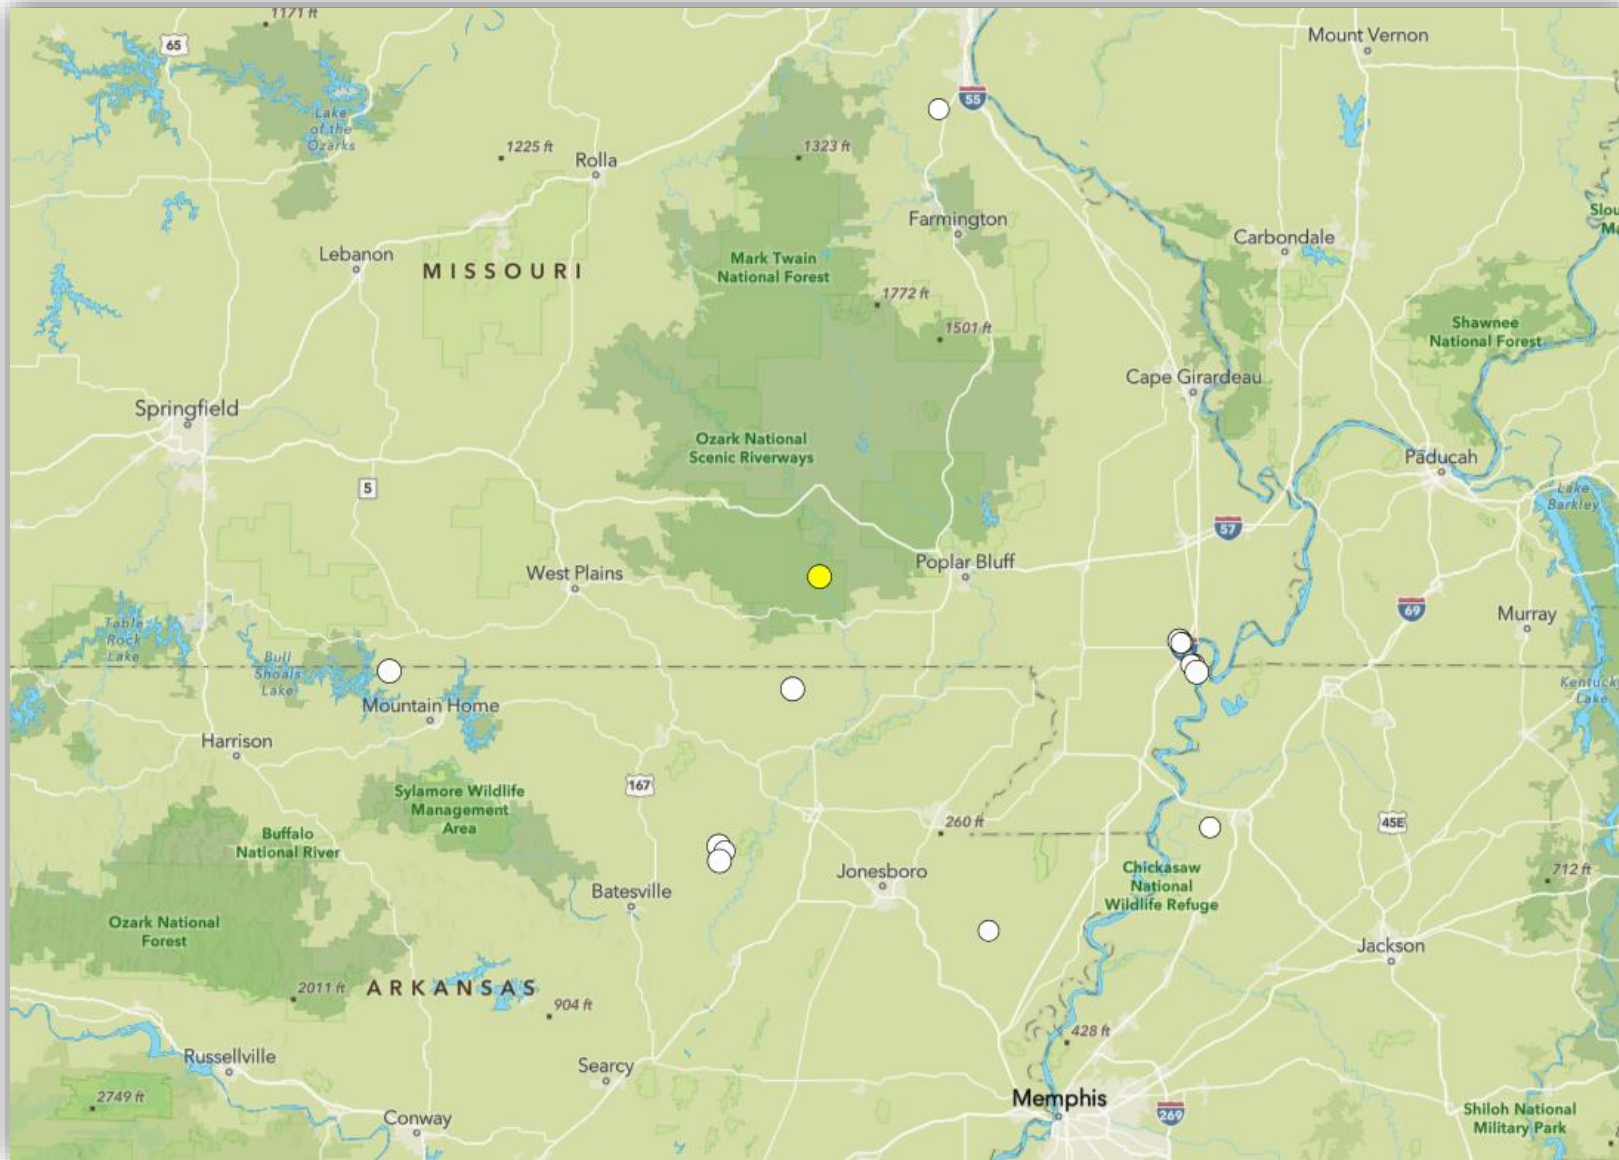 1171 ft
65
Mount Vernon
55
Lake
of the
Ozarks
1225 ft
Rolla
1323 ft
Farmington
Carbondale
Lebanon
MISSOURI
Mark Twain
National Forest
1772 ft
1501 ft
Shawnee
National Forest
Cape Girardeau
Springfield
Ozark National
Scenic Riverways
Paducah
5
Lake
Barkley
57
West Plains
Poplar Bluff
69
Murray
Table
Rock
Lake
Bull
Shoals
Lake
Mountain Home
Kentucky
Lake
Harrison
167
Sylamore Wildlife
Management
Area
Buffalo
National River
260 ft
45E
Jonesboro
Chickasaw
National
Wildlife Refuge
712 ft
Batesville
Ozark National
Forest
Jackson
2011 ft
ARKANSAS
904 ft
428 ft
Russellville
Searcy
2749 ft
Conway
Memphis
269
Shiloh National
Military Park